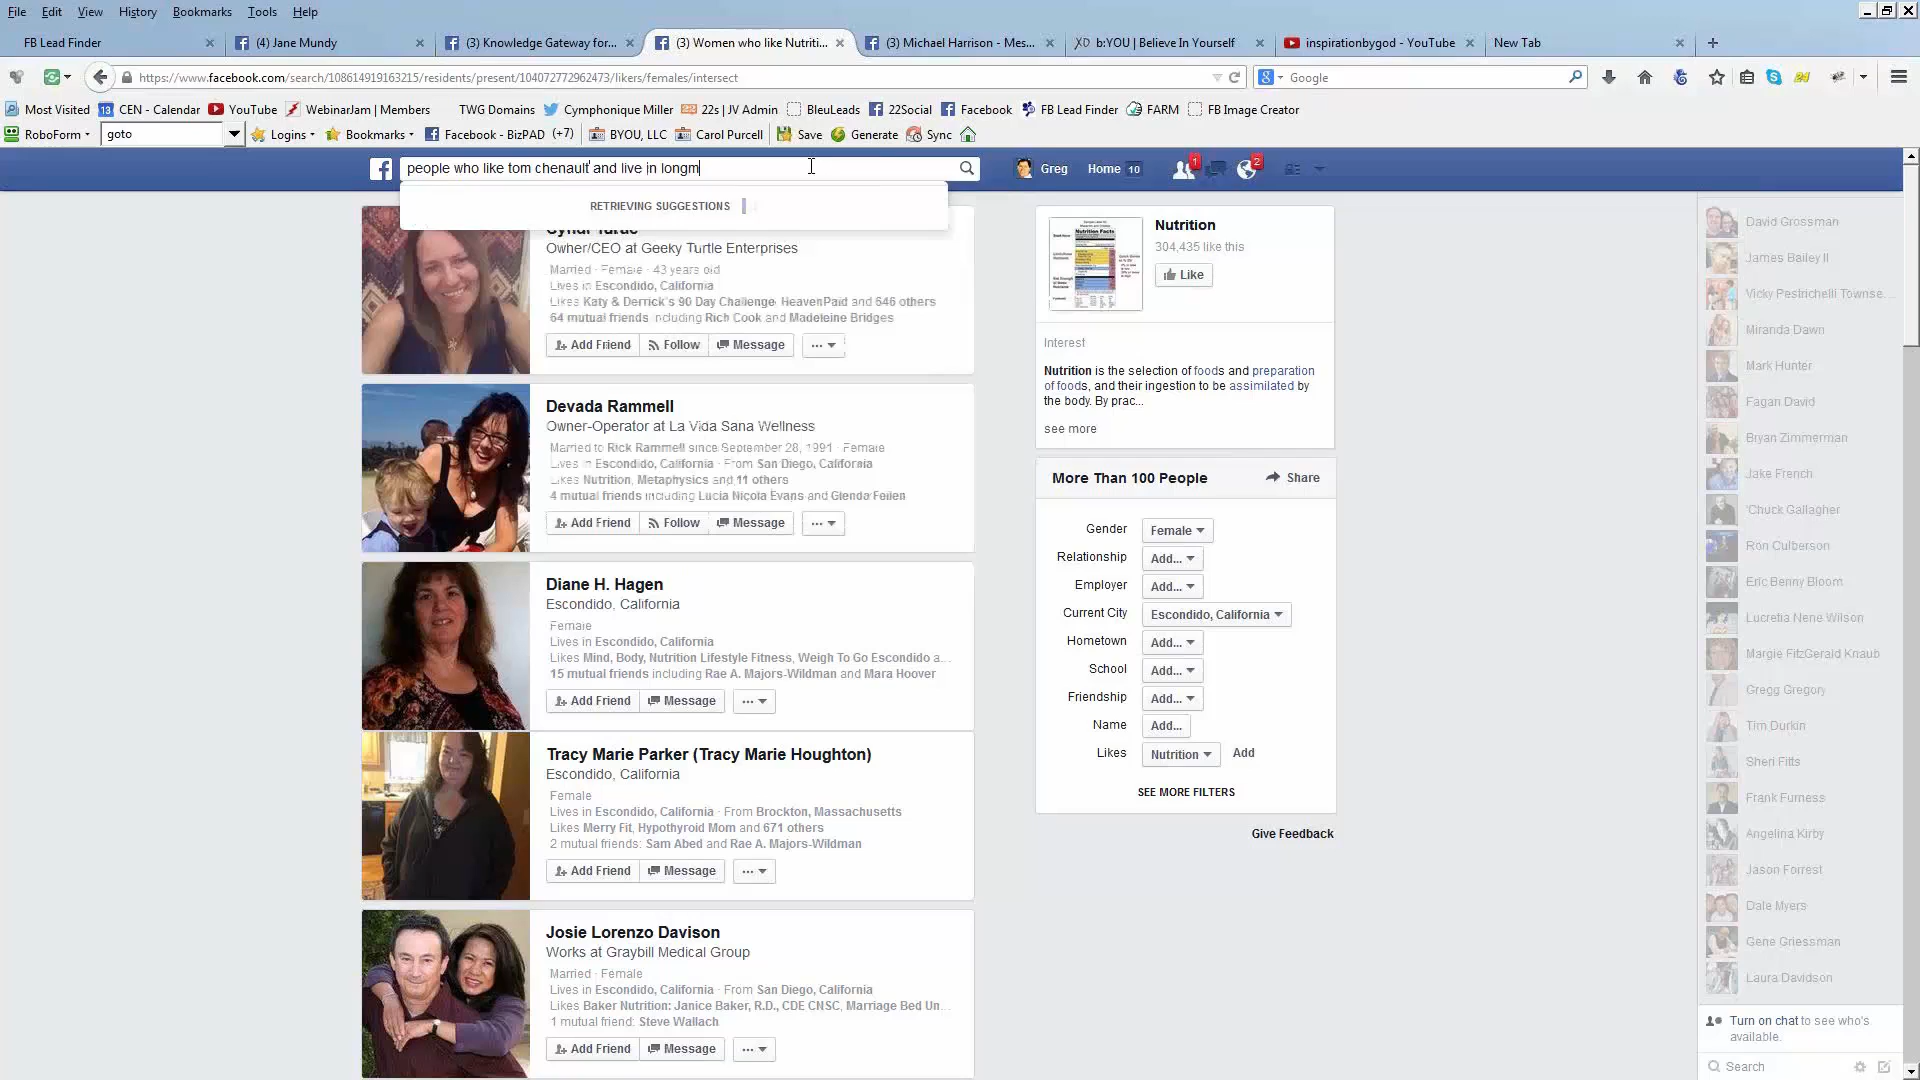 File Edit View History Bookmarks Tools Help
FB Lead Finder
(4) Jane Mundy
(3) Knowledge Gateway for...
(3) Women who like Nutriti...
(3) Michael Harrison - Mes...
b:YOU | Believe In Yourself
inspirationbygod - YouTube
New Tab
https://www.facebook.com/search/108614919163215/residents/present/104072772962473/likers/females/intersect
Google
Most Visited CEN - Calendar YouTube WebinarJam | Members TWG Domains Cymphonique Miller 22s | JV Admin BleuLeads 22Social Facebook FB Lead Finder FARM FB Image Creator
RoboForm goto Logins Bookmarks Facebook - BizPAD (+7) BYOU, LLC Carol Purcell Save Generate Sync
people who like tom chenault' and live in longm
Greg Home 10 1 2
RETRIEVING SUGGESTIONS
Owner/CEO at Geeky Turtle Enterprises
Married · Female · 43 years old
Lives in Escondido, California
Likes Katy & Derrick's 90 Day Challenge, HeavenPaid and 646 others
64 mutual friends including Rich Cook and Madeleine Bridges
Add Friend Follow Message ...
Devada Rammell
Owner-Operator at La Vida Sana Wellness
Married to Rick Rammell since September 28, 1991 · Female
Lives in Escondido, California · From San Diego, California
Likes Nutrition, Metaphysics and 11 others
4 mutual friends including Lucia Nicola Evans and Glenda Feilen
Add Friend Follow Message ...
Diane H. Hagen
Escondido, California
Female
Lives in Escondido, California
Likes Mind, Body, Nutrition Lifestyle Fitness, Weigh To Go Escondido a...
15 mutual friends including Rae A. Majors-Wildman and Mara Hoover
Add Friend Message ...
Tracy Marie Parker (Tracy Marie Houghton)
Escondido, California
Female
Lives in Escondido, California · From Brockton, Massachusetts
Likes Merry Fit, Hypothyroid Mom and 671 others
2 mutual friends: Sam Abed and Rae A. Majors-Wildman
Add Friend Message ...
Josie Lorenzo Davison
Works at Graybill Medical Group
Married · Female
Lives in Escondido, California · From San Diego, California
Likes Baker Nutrition: Janice Baker, R.D., CDE CNSC, Marriage Bed Un...
1 mutual friend: Steve Wallach
Add Friend Message ...
Nutrition Facts
Nutrition
304,435 like this
Like
Interest
Nutrition is the selection of foods and preparation
of foods, and their ingestion to be assimilated by
the body. By prac...
see more
More Than 100 People Share
Gender Female
Relationship Add...
Employer Add...
Current City Escondido, California
Hometown Add...
School Add...
Friendship Add...
Name Add...
Likes Nutrition Add
SEE MORE FILTERS
Give Feedback
David Grossman
James Bailey II
Vicky Pestrichelli Townse...
Miranda Dawn
Mark Hunter
Fagan David
Bryan Zimmerman
Jake French
'Chuck Gallagher
Ron Culberson
Eric Benny Bloom
Lucretia Nene Wilson
Margie FitzGerald Knaub
Gregg Gregory
Tim Durkin
Sheri Fitts
Frank Furness
Angelina Kirby
Jason Forrest
Dale Myers
Gene Griessman
Laura Davidson
Turn on chat to see who's
available.
Search